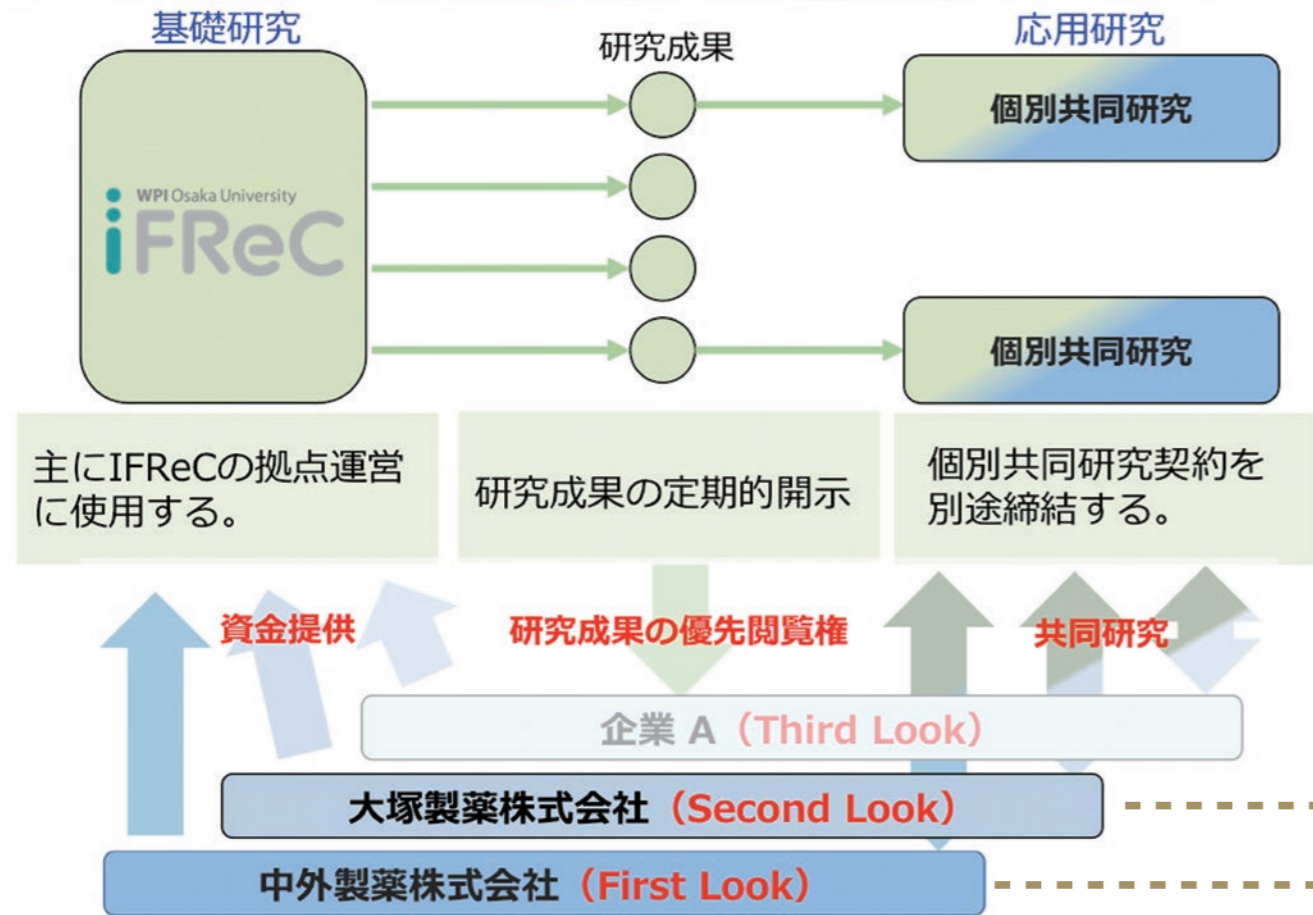 基礎研究
研究成果
応用研究
WPI Osaka University
iFReC
個別共同研究
個別共同研究
主にIFReCの拠点運営
に使用する。
研究成果の定期的開示
個別共同研究契約を
別途締結する。
資金提供
研究成果の優先閲覧権
共同研究
企業 A（Third Look）
大塚製薬株式会社（Second Look）
中外製薬株式会社（First Look）